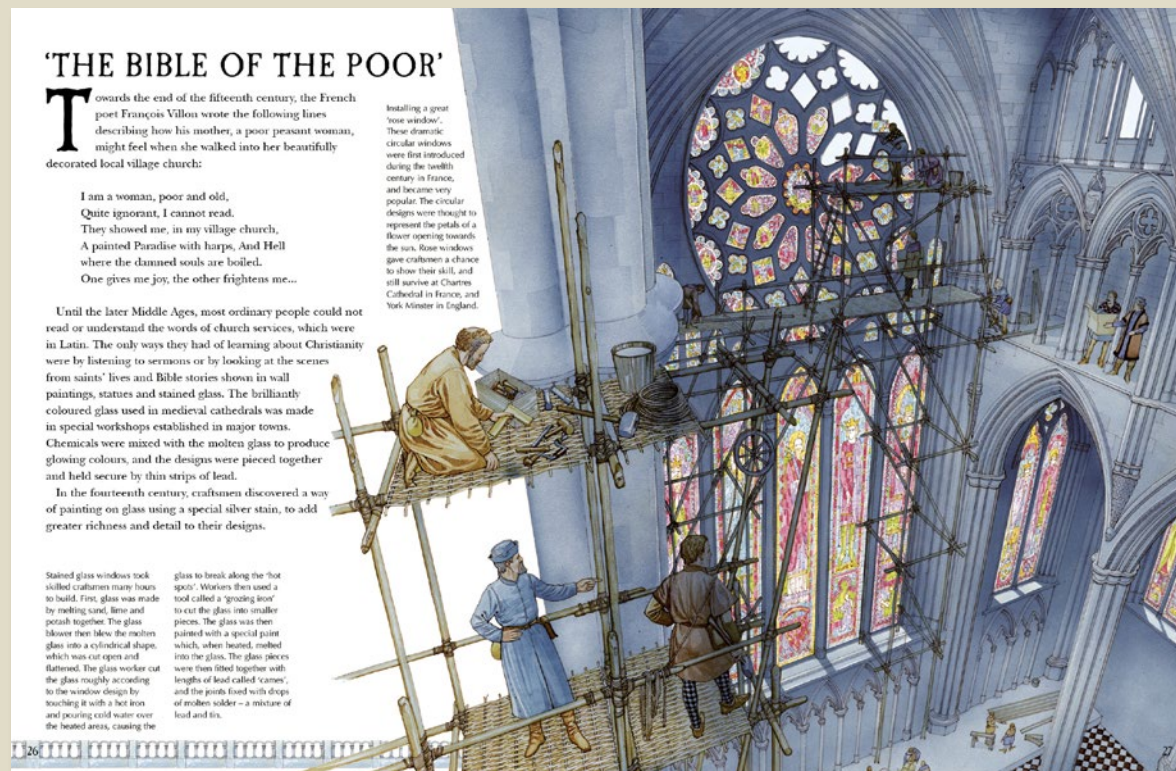 ‘THE BIBLE OF THE POOR’
Towards the end of the fifteenth century, the French
poet François Villon wrote the following lines
describing how his mother, a poor peasant woman,
might feel when she walked into her beautifully
decorated local village church:
I am a woman, poor and old,
Quite ignorant, I cannot read.
They showed me, in my village church,
A painted Paradise with harps, And Hell
where the damned souls are boiled.
One gives me joy, the other frightens me...
Until the later Middle Ages, most ordinary people could not
read or understand the words of church services, which were
in Latin. The only ways they had of learning about Christianity
were by listening to sermons or by looking at the scenes
from saints’ lives and Bible stories shown in wall
paintings, statues and stained glass. The brilliantly
coloured glass used in medieval cathedrals was made
in special workshops established in major towns.
Chemicals were mixed with the molten glass to produce
glowing colours, and the designs were pieced together
and held secure by thin strips of lead.
In the fourteenth century, craftsmen discovered a way
of painting on glass using a special silver stain, to add
greater richness and detail to their designs.
Installing a great
‘rose window’.
These dramatic
circular windows
were first introduced
during the twelfth
century in France,
and became very
popular. The circular
designs were thought to
represent the petals of a
flower opening towards
the sun. Rose windows
gave craftsmen a chance
to show their skill, and
still survive at Chartres
Cathedral in France, and
York Minster in England.
Stained glass windows took
skilled craftsmen many hours
to build. First, glass was made
by melting sand, lime and
potash together. The glass
blower then blew the molten
glass into a cylindrical shape,
which was cut open and
flattened. The glass worker cut
the glass roughly according
to the window design by
touching it with a hot iron
and pouring cold water over
the heated areas, causing the
glass to break along the ‘hot
spots’. Workers then used a
tool called a ‘grozing iron’
to cut the glass into smaller
pieces. The glass was then
painted with a special paint
which, when heated, melted
into the glass. The glass pieces
were then fitted together with
lengths of lead called ‘cames’,
and the joints fixed with drops
of molten solder – a mixture of
lead and tin.
26
27